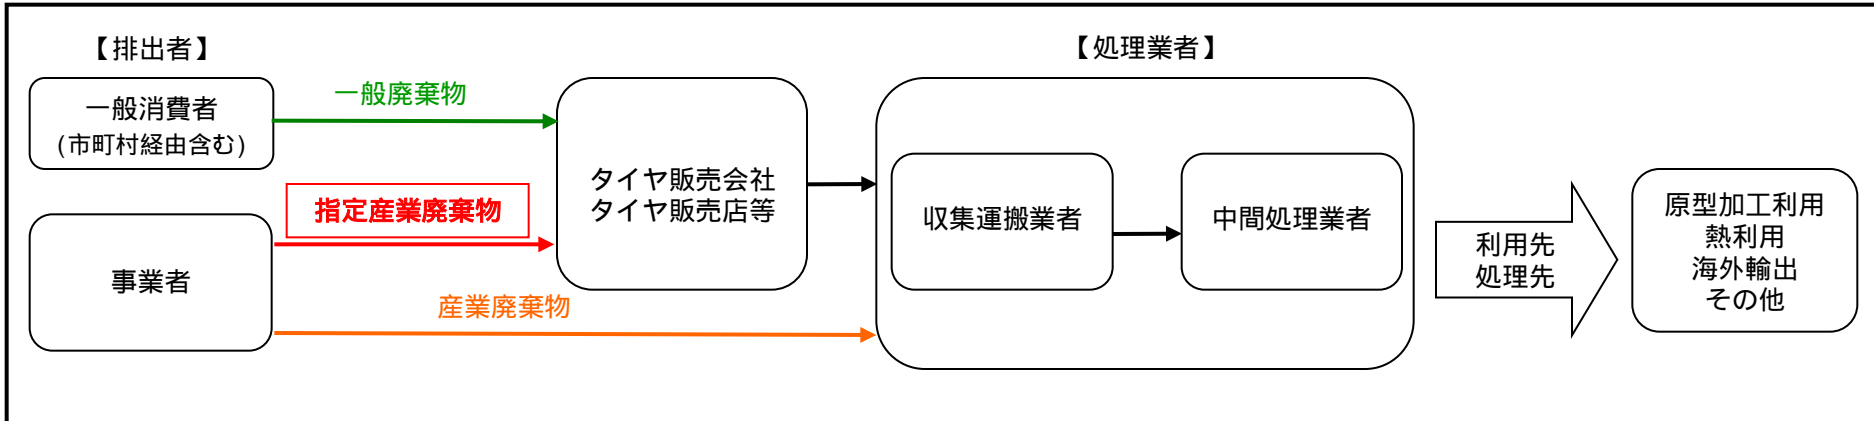 【排出者】
一般消費者
(市町村経由含む)
一般廃棄物
指定産業廃棄物
事業者
産業廃棄物
タイヤ販売会社
タイヤ販売店等
【処理業者】
収集運搬業者
中間処理業者
利用先
処理先
原型加工利用
熱利用
海外輸出
その他